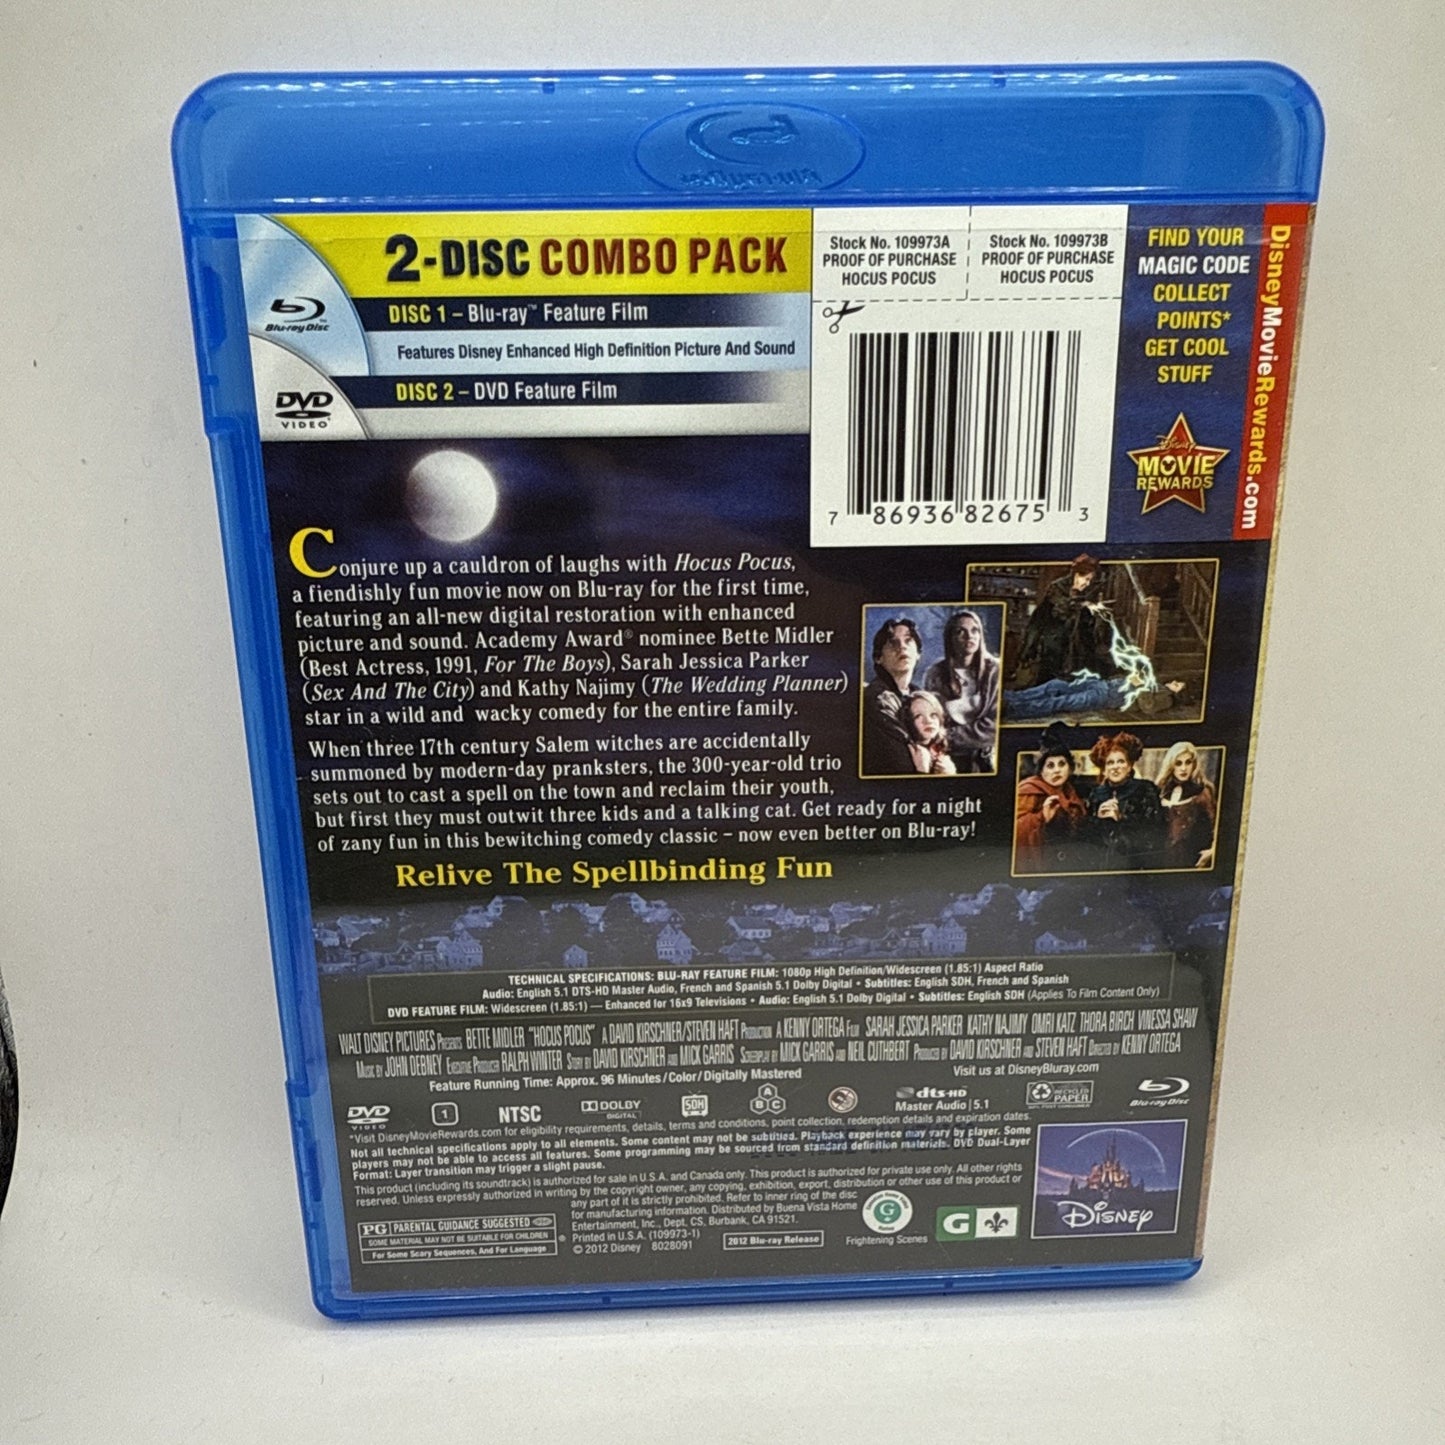 Blu-ray Disc
2-DISC COMBO PACK
Blu-ray Disc
DISC 1 – Blu-ray™ Feature Film
Features Disney Enhanced High Definition Picture And Sound
DVD
VIDEO
DISC 2 – DVD Feature Film
Stock No. 109973A
PROOF OF PURCHASE
HOCUS POCUS
Stock No. 109973B
PROOF OF PURCHASE
HOCUS POCUS
7 86936 82675 3
FIND YOUR
MAGIC CODE
COLLECT
POINTS*
GET COOL
STUFF
Disney
MOVIE
REWARDS
DisneyMovieRewards.com
Conjure up a cauldron of laughs with Hocus Pocus,
a fiendishly fun movie now on Blu-ray for the first time,
featuring an all-new digital restoration with enhanced
picture and sound. Academy Award® nominee Bette Midler
(Best Actress, 1991, For The Boys), Sarah Jessica Parker
(Sex And The City) and Kathy Najimy (The Wedding Planner)
star in a wild and wacky comedy for the entire family.
When three 17th century Salem witches are accidentally
summoned by modern-day pranksters, the 300-year-old trio
sets out to cast a spell on the town and reclaim their youth,
but first they must outwit three kids and a talking cat. Get ready for a night
of zany fun in this bewitching comedy classic – now even better on Blu-ray!
Relive The Spellbinding Fun
TECHNICAL SPECIFICATIONS: BLU-RAY FEATURE FILM: 1080p High Definition/Widescreen (1.85:1) Aspect Ratio
Audio: English 5.1 DTS-HD Master Audio, French and Spanish 5.1 Dolby Digital • Subtitles: English SDH, French and Spanish
DVD FEATURE FILM: Widescreen (1.85:1) — Enhanced for 16x9 Televisions • Audio: English 5.1 Dolby Digital • Subtitles: English SDH (Applies To Film Content Only)
WALT DISNEY PICTURES PRESENTS BETTE MIDLER "HOCUS POCUS" A DAVID KIRSCHNER/STEVEN HAFT PRODUCTION A KENNY ORTEGA FILM SARAH JESSICA PARKER KATHY NAJIMY OMRI KATZ THORA BIRCH VINESSA SHAW
MUSIC BY JOHN DEBNEY EXECUTIVE PRODUCER RALPH WINTER STORY BY DAVID KIRSCHNER AND MICK GARRIS SCREENPLAY BY MICK GARRIS AND NEIL CUTHBERT PRODUCED BY DAVID KIRSCHNER AND STEVEN HAFT DIRECTED BY KENNY ORTEGA
Feature Running Time: Approx. 96 Minutes/Color/Digitally Mastered
Visit us at DisneyBluray.com
DVD
VIDEO
1
NTSC
DOLBY
DIGITAL
SDH
A
B C
dts-HD
Master Audio | 5.1
RECYCLED
PAPER
Blu-ray Disc
*Visit DisneyMovieRewards.com for eligibility requirements, details, terms and conditions, point collection, redemption details and expiration dates.
Not all technical specifications apply to all elements. Some content may not be subtitled. Playback experience may vary by player. Some
players may not be able to access all features. Some programming may be sourced from standard definition materials. DVD Dual-Layer
Format: Layer transition may trigger a slight pause.
This product (including its soundtrack) is authorized for sale in U.S.A. and Canada only. This product is authorized for private use only. All other rights
reserved. Unless expressly authorized in writing by the copyright owner, any copying, exhibition, export, distribution or other use of this product or
any part of it is strictly prohibited. Refer to inner ring of the disc
for manufacturing information. Distributed by Buena Vista Home
Entertainment, Inc., Dept. CS, Burbank, CA 91521.
Printed in U.S.A. (109973-1)
© 2012 Disney 8028091
2012 Blu-ray Release
PG PARENTAL GUIDANCE SUGGESTED
SOME MATERIAL MAY NOT BE SUITABLE FOR CHILDREN
For Some Scary Sequences, And For Language
G
Frightening Scenes
G
DISNEY